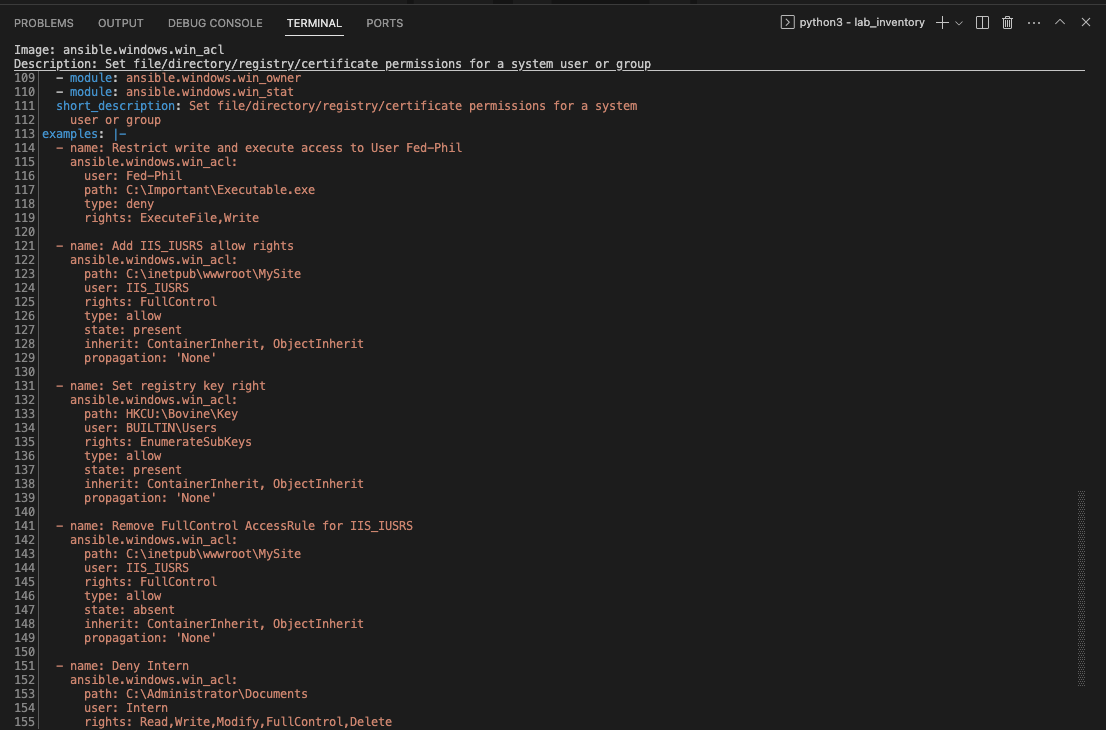 PROBLEMS OUTPUT DEBUG CONSOLE TERMINAL PORTS python3 - lab_inventory
Image: ansible.windows.win_acl
Description: Set file/directory/registry/certificate permissions for a system user or group
109 - module: ansible.windows.win_owner
110 - module: ansible.windows.win_stat
111 short_description: Set file/directory/registry/certificate permissions for a system
112 user or group
113 examples: |-
114 - name: Restrict write and execute access to User Fed-Phil
115 ansible.windows.win_acl:
116 user: Fed-Phil
117 path: C:\Important\Executable.exe
118 type: deny
119 rights: ExecuteFile,Write
120
121 - name: Add IIS_IUSRS allow rights
122 ansible.windows.win_acl:
123 path: C:\inetpub\wwwroot\MySite
124 user: IIS_IUSRS
125 rights: FullControl
126 type: allow
127 state: present
128 inherit: ContainerInherit, ObjectInherit
129 propagation: 'None'
130
131 - name: Set registry key right
132 ansible.windows.win_acl:
133 path: HKCU:\Bovine\Key
134 user: BUILTIN\Users
135 rights: EnumerateSubKeys
136 type: allow
137 state: present
138 inherit: ContainerInherit, ObjectInherit
139 propagation: 'None'
140
141 - name: Remove FullControl AccessRule for IIS_IUSRS
142 ansible.windows.win_acl:
143 path: C:\inetpub\wwwroot\MySite
144 user: IIS_IUSRS
145 rights: FullControl
146 type: allow
147 state: absent
148 inherit: ContainerInherit, ObjectInherit
149 propagation: 'None'
150
151 - name: Deny Intern
152 ansible.windows.win_acl:
153 path: C:\Administrator\Documents
154 user: Intern
155 rights: Read,Write,Modify,FullControl,Delete